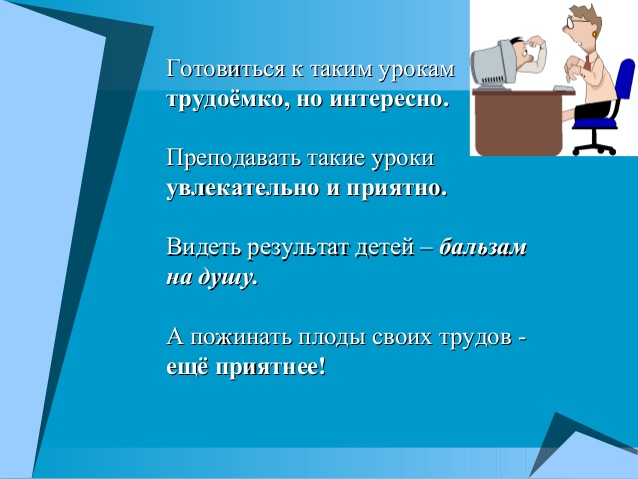 Готовиться к таким урокам
трудоёмко, но интересно.
Преподавать такие уроки
увлекательно и приятно.
Видеть результат детей – бальзам
на душу.
А пожинать плоды своих трудов -
ещё приятнее!